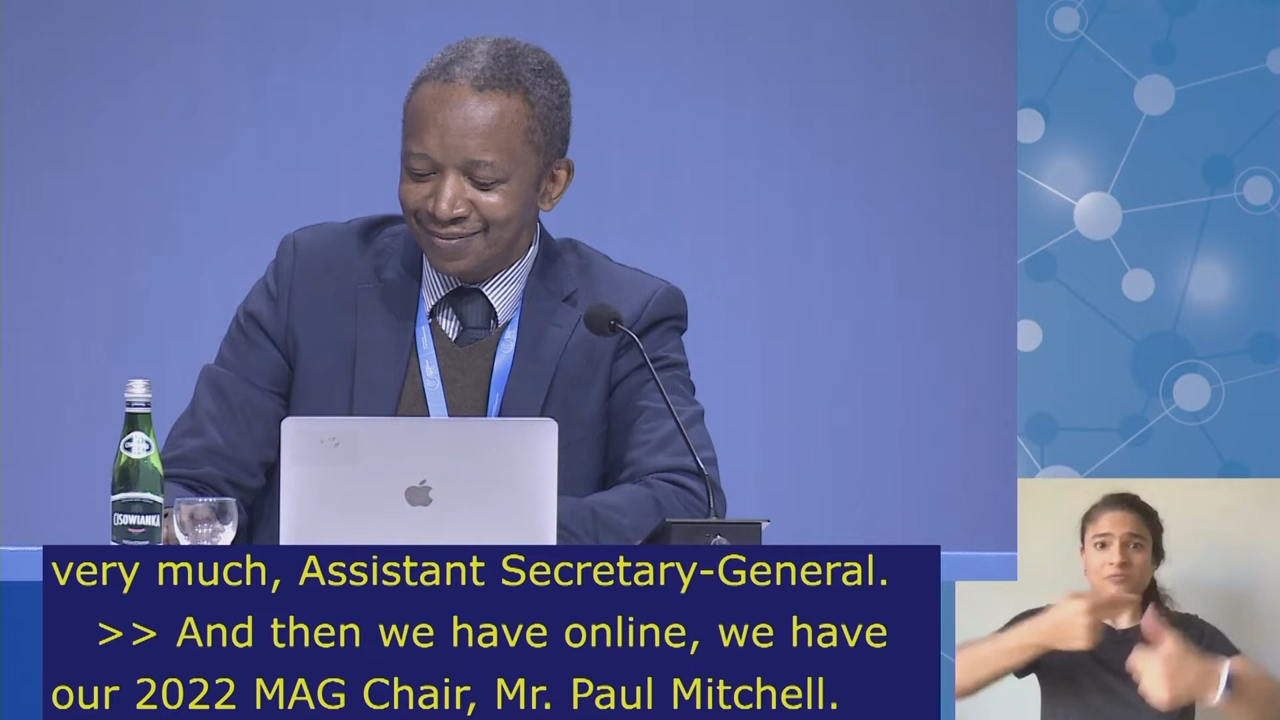 CISOWIANKA
very much, Assistant Secretary-General.
>> And then we have online, we have
our 2022 MAG Chair, Mr. Paul Mitchell.